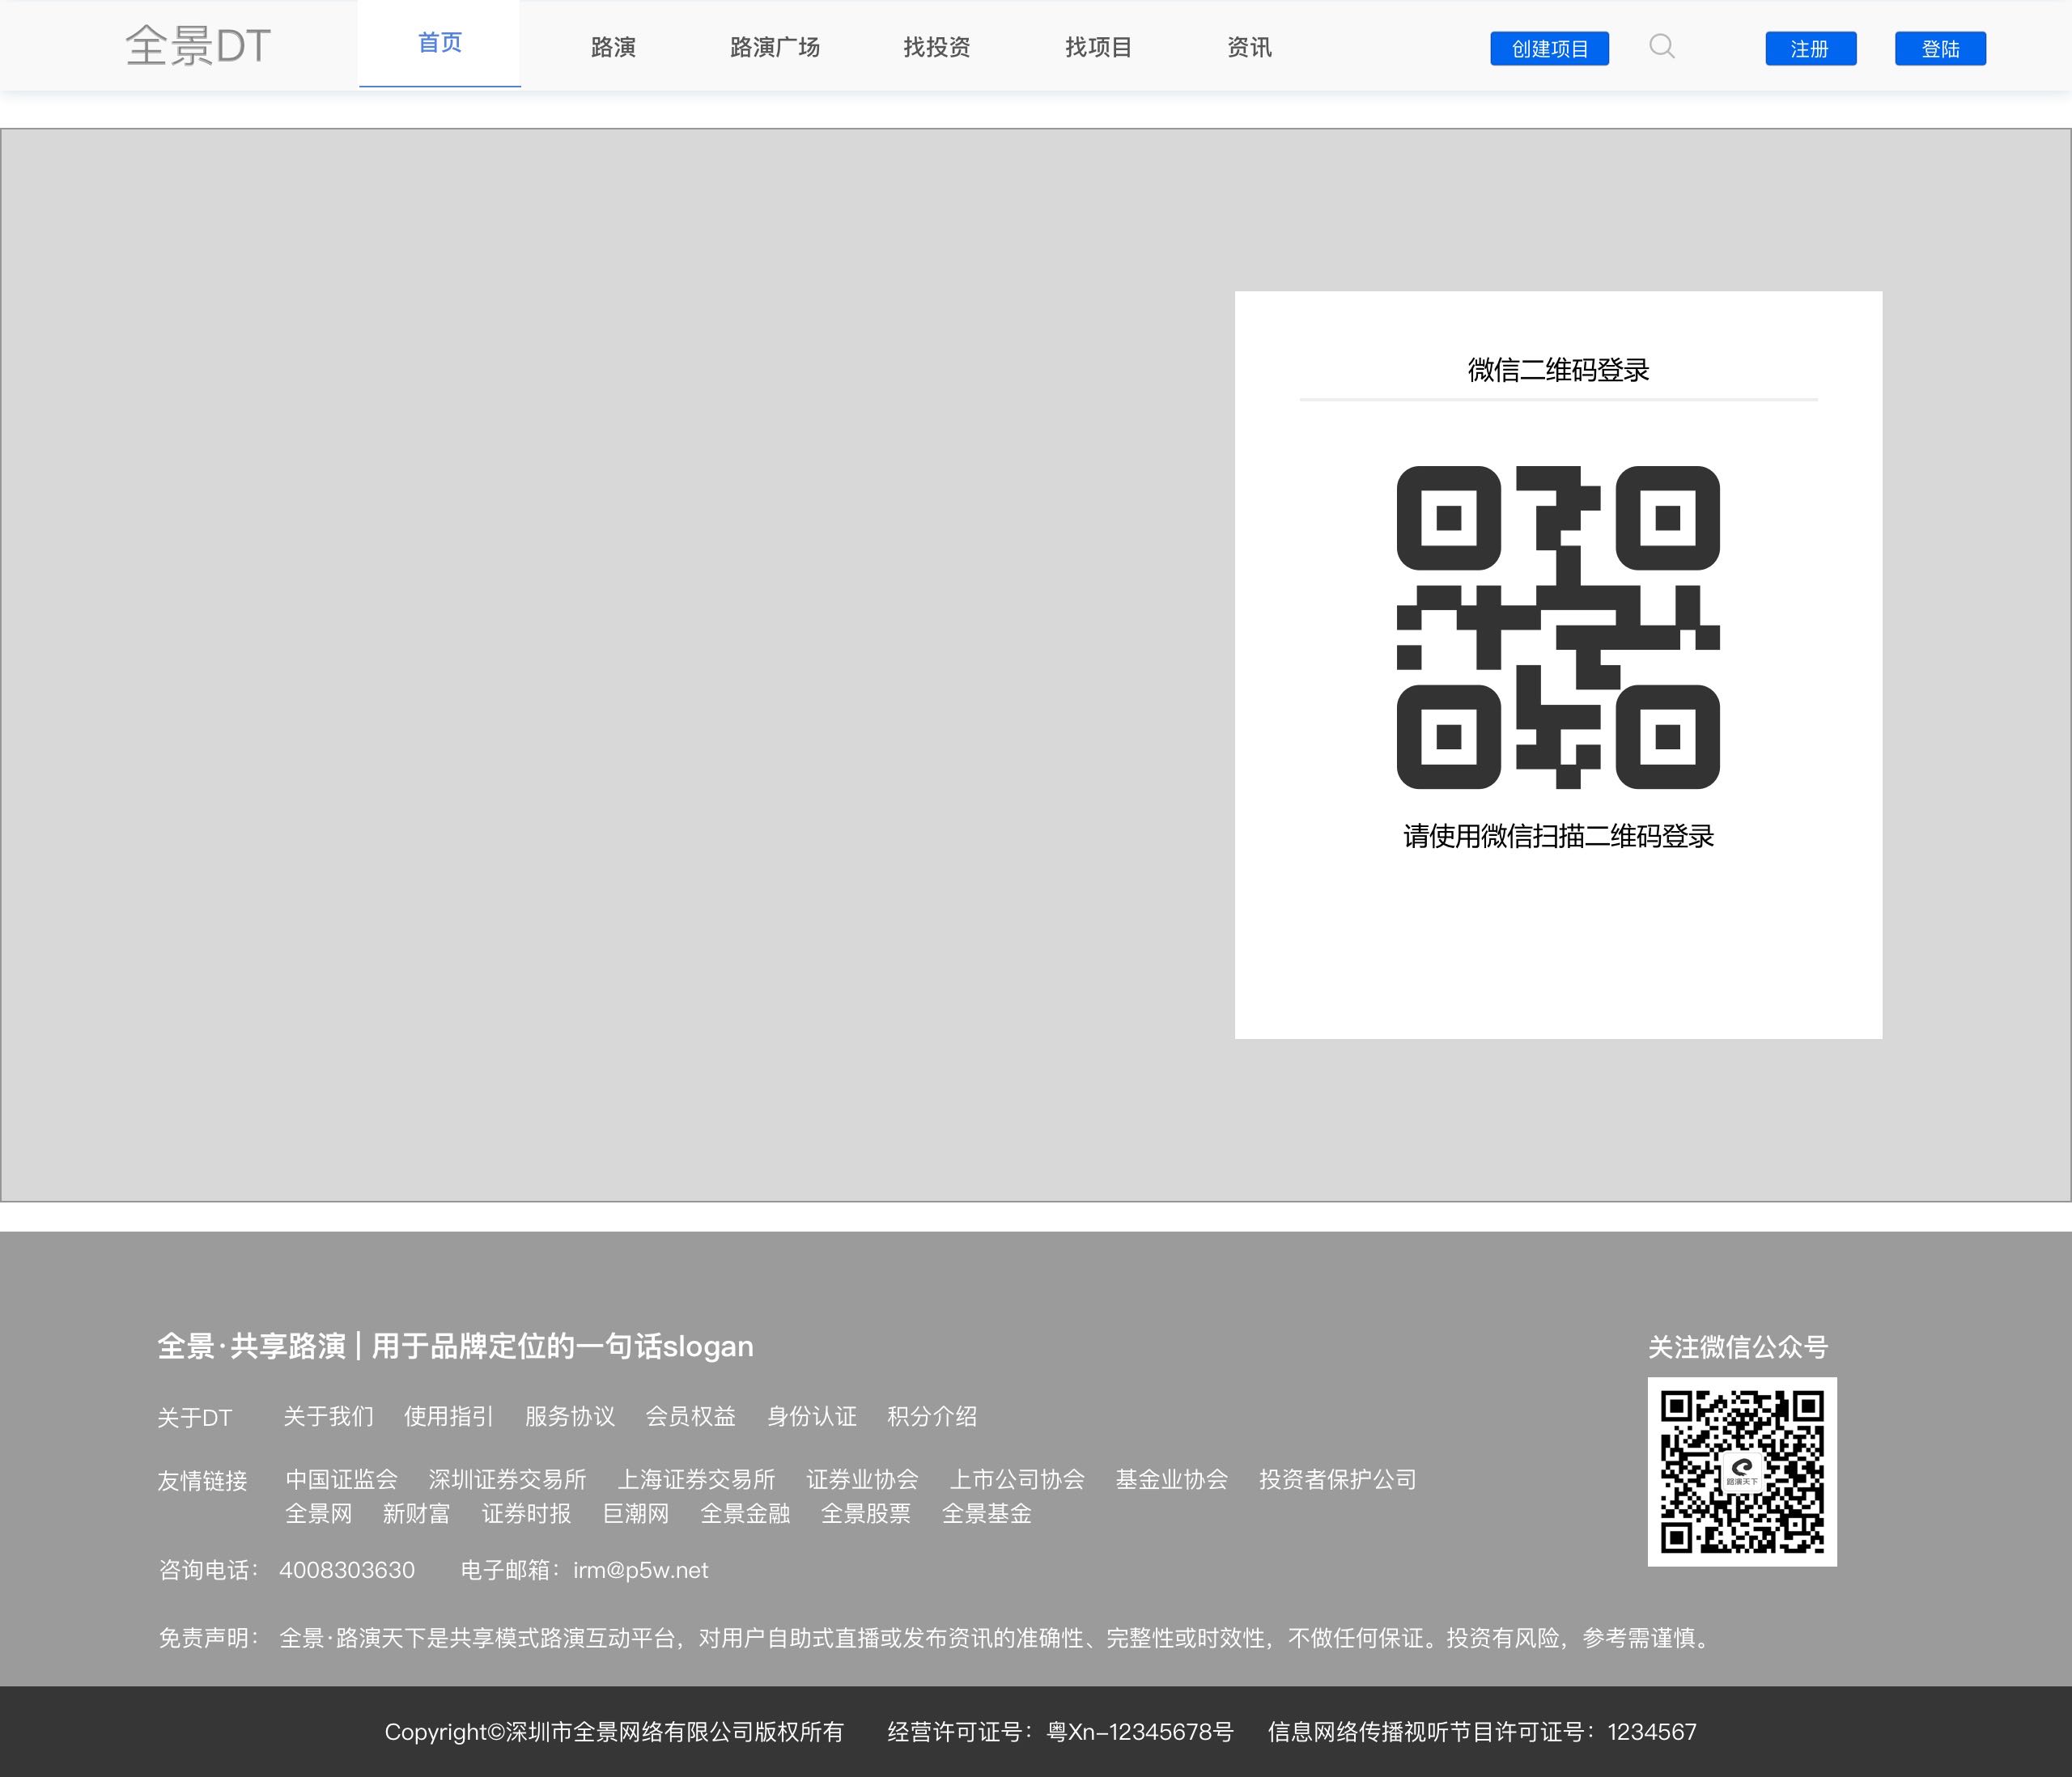 全景DT 首页 路演 路演广场 找投资 找项目 资讯 创建项目 注册 登陆
微信二维码登录
请使用微信扫描二维码登录
全景·共享路演 | 用于品牌定位的一句话slogan
关注微信公众号
关于DT 关于我们 使用指引 服务协议 会员权益 身份认证 积分介绍
友情链接 中国证监会 深圳证券交易所 上海证券交易所 证券业协会 上市公司协会 基金业协会 投资者保护公司
全景网 新财富 证券时报 巨潮网 全景金融 全景股票 全景基金
路演天下
咨询电话： 4008303630 电子邮箱：irm@p5w.net
免责声明： 全景·路演天下是共享模式路演互动平台，对用户自助式直播或发布资讯的准确性、完整性或时效性，不做任何保证。投资有风险，参考需谨慎。
Copyright©深圳市全景网络有限公司版权所有 经营许可证号：粤Xn-12345678号 信息网络传播视听节目许可证号：1234567